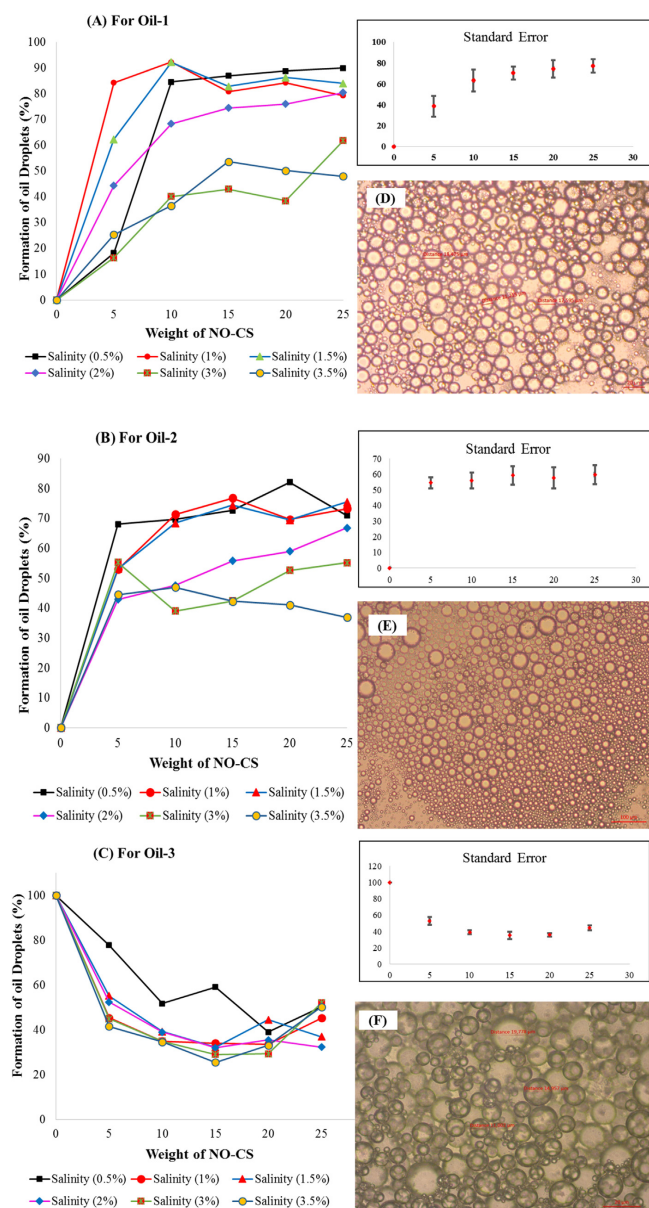 (A) For Oil-1
Formation of oil Droplets (%)
100
90
80
70
60
50
40
30
20
10
0
0 5 10 15 20 25
Weight of NO-CS
Salinity (0.5%) Salinity (1%) Salinity (1.5%)
Salinity (2%) Salinity (3%) Salinity (3.5%)
Standard Error
100
80
60
40
20
0
0 5 10 15 20 25 30
(D)
Distance
Distance
(B) For Oil-2
Formation of oil Droplets (%)
90
80
70
60
50
40
30
20
10
0
0 5 10 15 20 25
Weight of NO-CS
Salinity (0.5%) Salinity (1%) Salinity (1.5%)
Salinity (2%) Salinity (3%) Salinity (3.5%)
Standard Error
70
60
50
40
30
20
10
0
0 5 10 15 20 25 30
(E)
100 µm
(C) For Oil-3
Formation of oil Droplets (%)
100
80
60
40
20
0
0 5 10 15 20 25
Weight of NO-CS
Salinity (0.5%) Salinity (1%) Salinity (1.5%)
Salinity (2%) Salinity (3%) Salinity (3.5%)
Standard Error
120
100
80
60
40
20
0
0 5 10 15 20 25 30
(F)
Distance
Distance